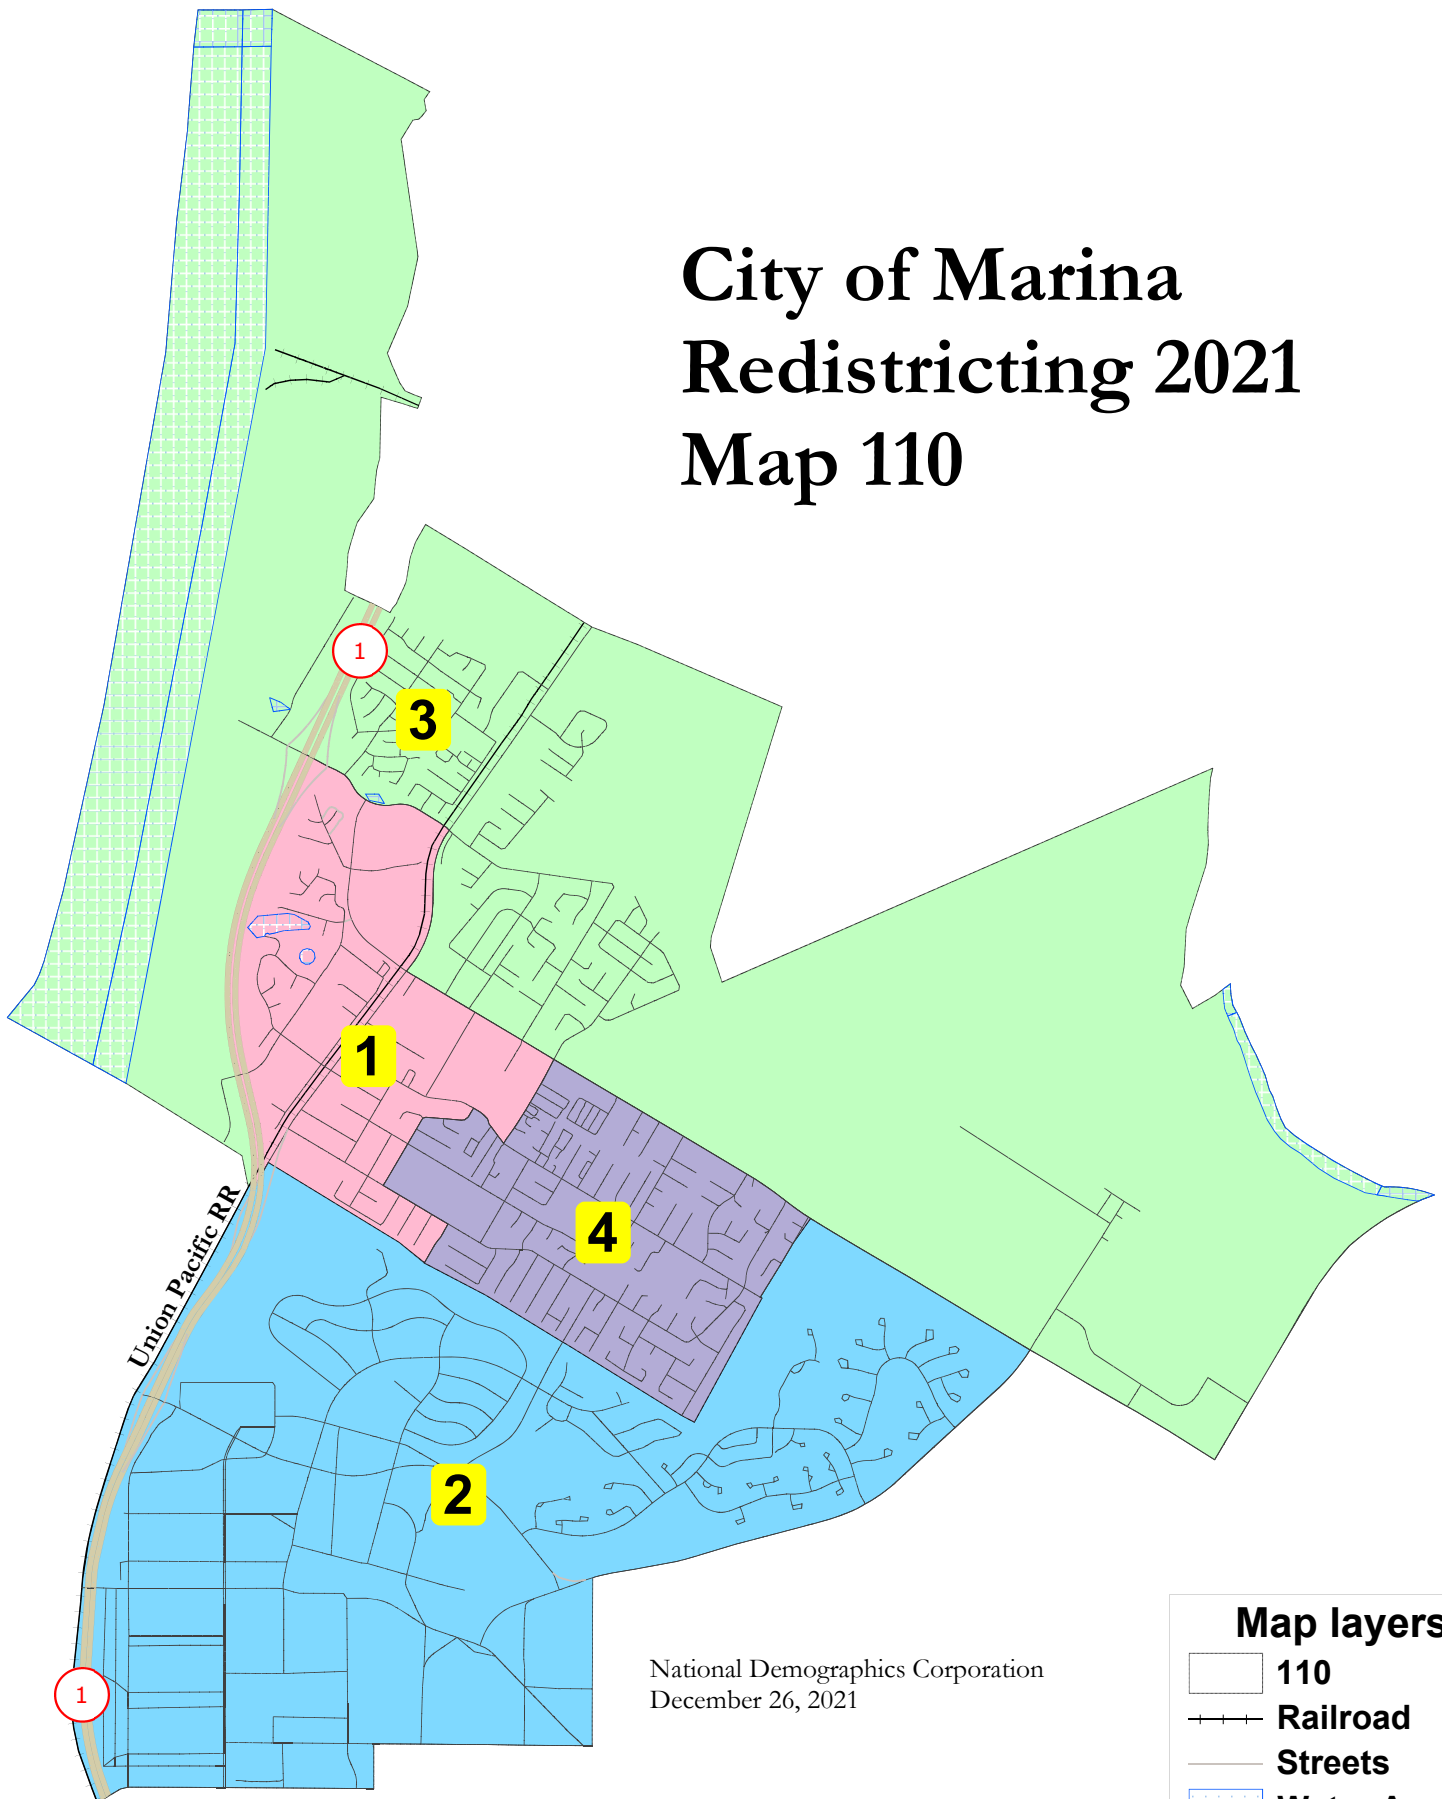 City of Marina
Redistricting 2021
Map 110
1
3
1
4
Union Pacific RR
2
1
National Demographics Corporation
December 26, 2021
Map layers
110
Railroad
Streets